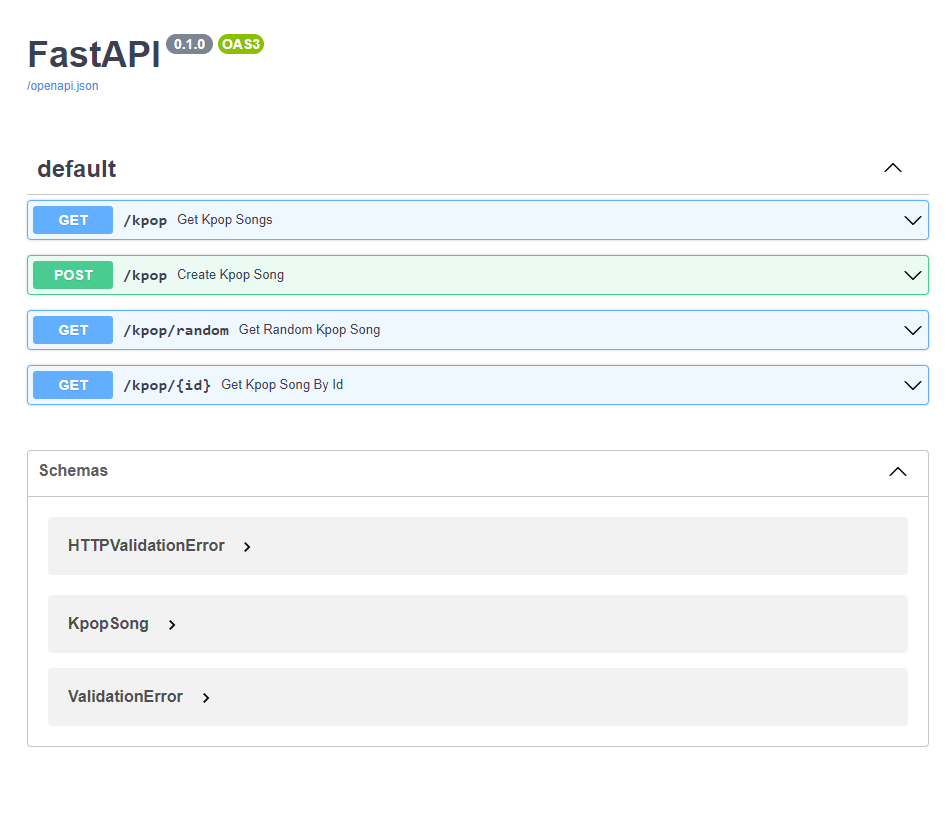 FastAPI 0.1.0 OAS3
/openapi.json
default
GET /kpop Get Kpop Songs
POST /kpop Create Kpop Song
GET /kpop/random Get Random Kpop Song
GET /kpop/{id} Get Kpop Song By Id
Schemas
HTTPValidationError
KpopSong
ValidationError